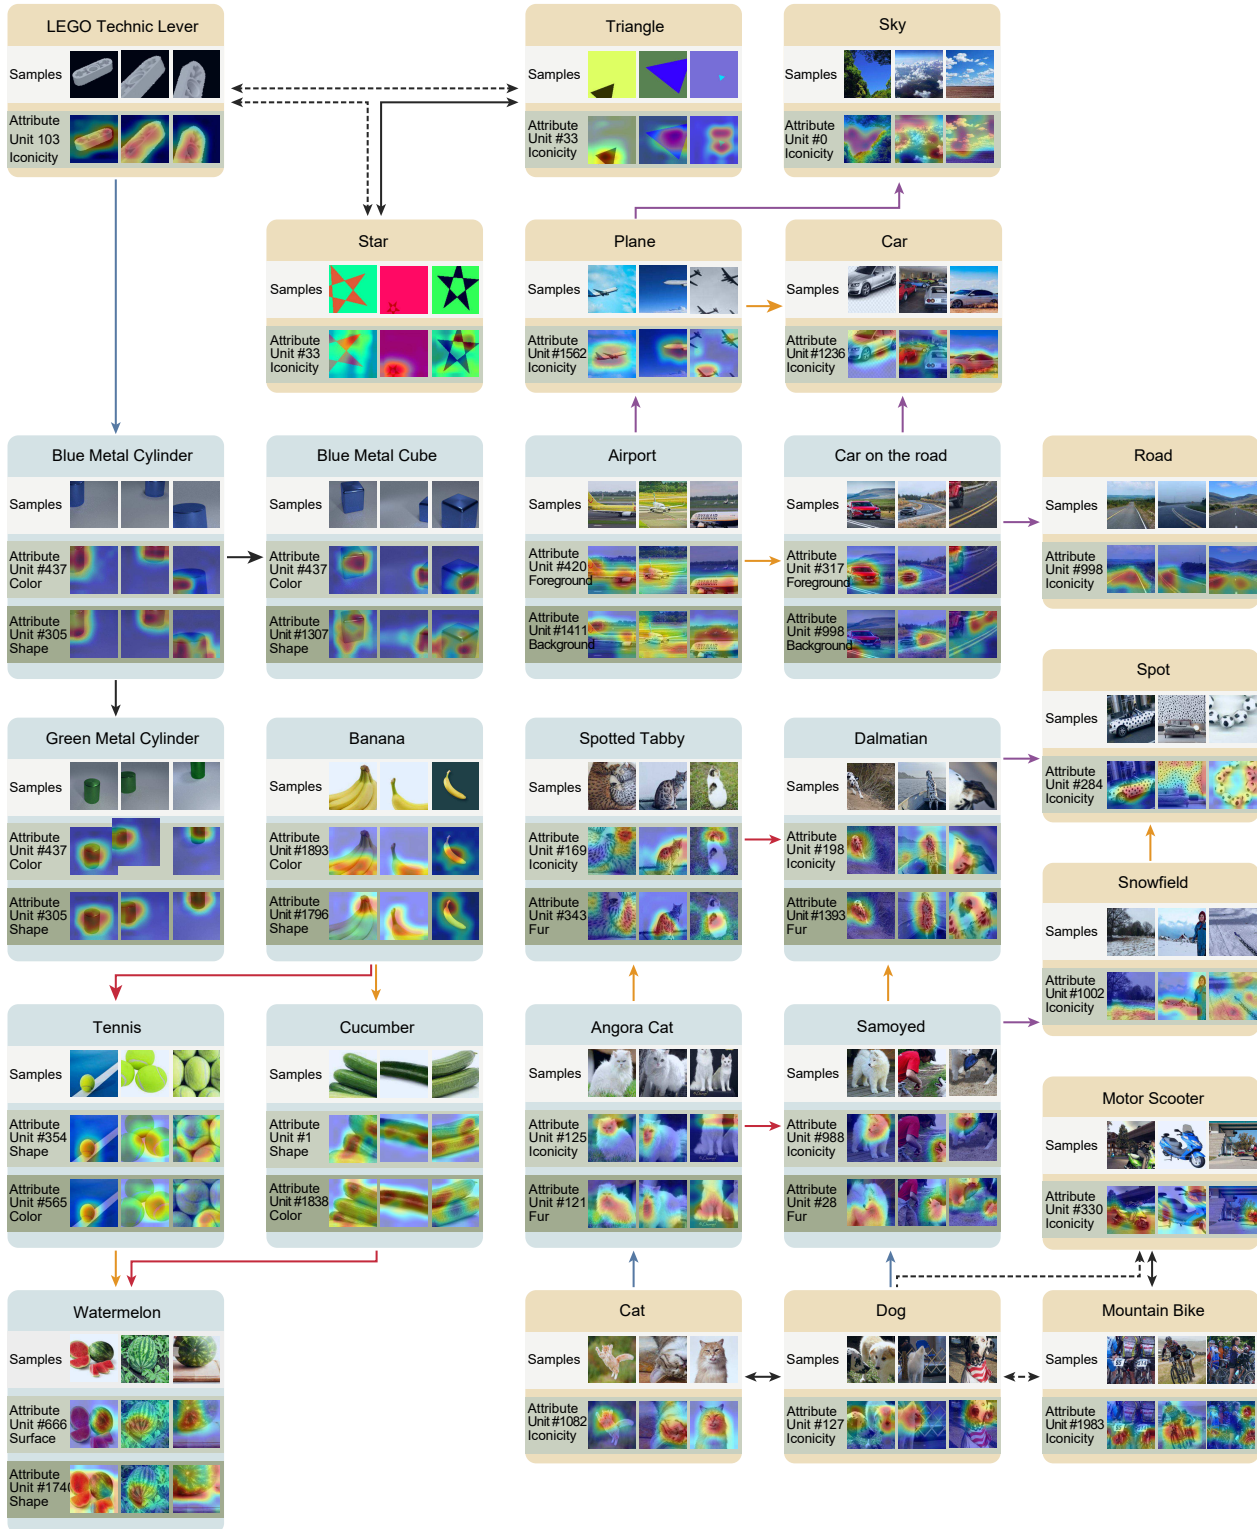 LEGO Technic Lever
Samples
Attribute
Unit 103
Iconicity
Triangle
Samples
Attribute
Unit #33
Iconicity
Sky
Samples
Attribute
Unit #0
Iconicity
Star
Samples
Attribute
Unit #33
Iconicity
Plane
Samples
Attribute
Unit #1562
Iconicity
Car
Samples
Attribute
Unit #1236
Iconicity
Blue Metal Cylinder
Samples
Attribute
Unit #437
Color
Attribute
Unit #305
Shape
Blue Metal Cube
Samples
Attribute
Unit #437
Color
Attribute
Unit #1307
Shape
Airport
Samples
Attribute
Unit #420
Foreground
Attribute
Unit #1411
Background
Car on the road
Samples
Attribute
Unit #317
Foreground
Attribute
Unit #998
Background
Road
Samples
Attribute
Unit #998
Iconicity
Spot
Samples
Attribute
Unit #284
Iconicity
Green Metal Cylinder
Samples
Attribute
Unit #437
Color
Attribute
Unit #305
Shape
Banana
Samples
Attribute
Unit #1893
Color
Attribute
Unit #1796
Shape
Spotted Tabby
Samples
Attribute
Unit #169
Iconicity
Attribute
Unit #343
Fur
Dalmatian
Samples
Attribute
Unit #198
Iconicity
Attribute
Unit #1393
Fur
Snowfield
Samples
Attribute
Unit #1002
Iconicity
Tennis
Samples
Attribute
Unit #354
Shape
Attribute
Unit #565
Color
Cucumber
Samples
Attribute
Unit #1
Shape
Attribute
Unit #1838
Color
Angora Cat
Samples
Attribute
Unit #125
Iconicity
Attribute
Unit #121
Fur
Samoyed
Samples
Attribute
Unit #988
Iconicity
Attribute
Unit #28
Fur
Motor Scooter
Samples
Attribute
Unit #330
Iconicity
Watermelon
Samples
Attribute
Unit #666
Surface
Attribute
Unit #1740
Shape
Cat
Samples
Attribute
Unit #1082
Iconicity
Dog
Samples
Attribute
Unit #127
Iconicity
Mountain Bike
Samples
Attribute
Unit #1983
Iconicity